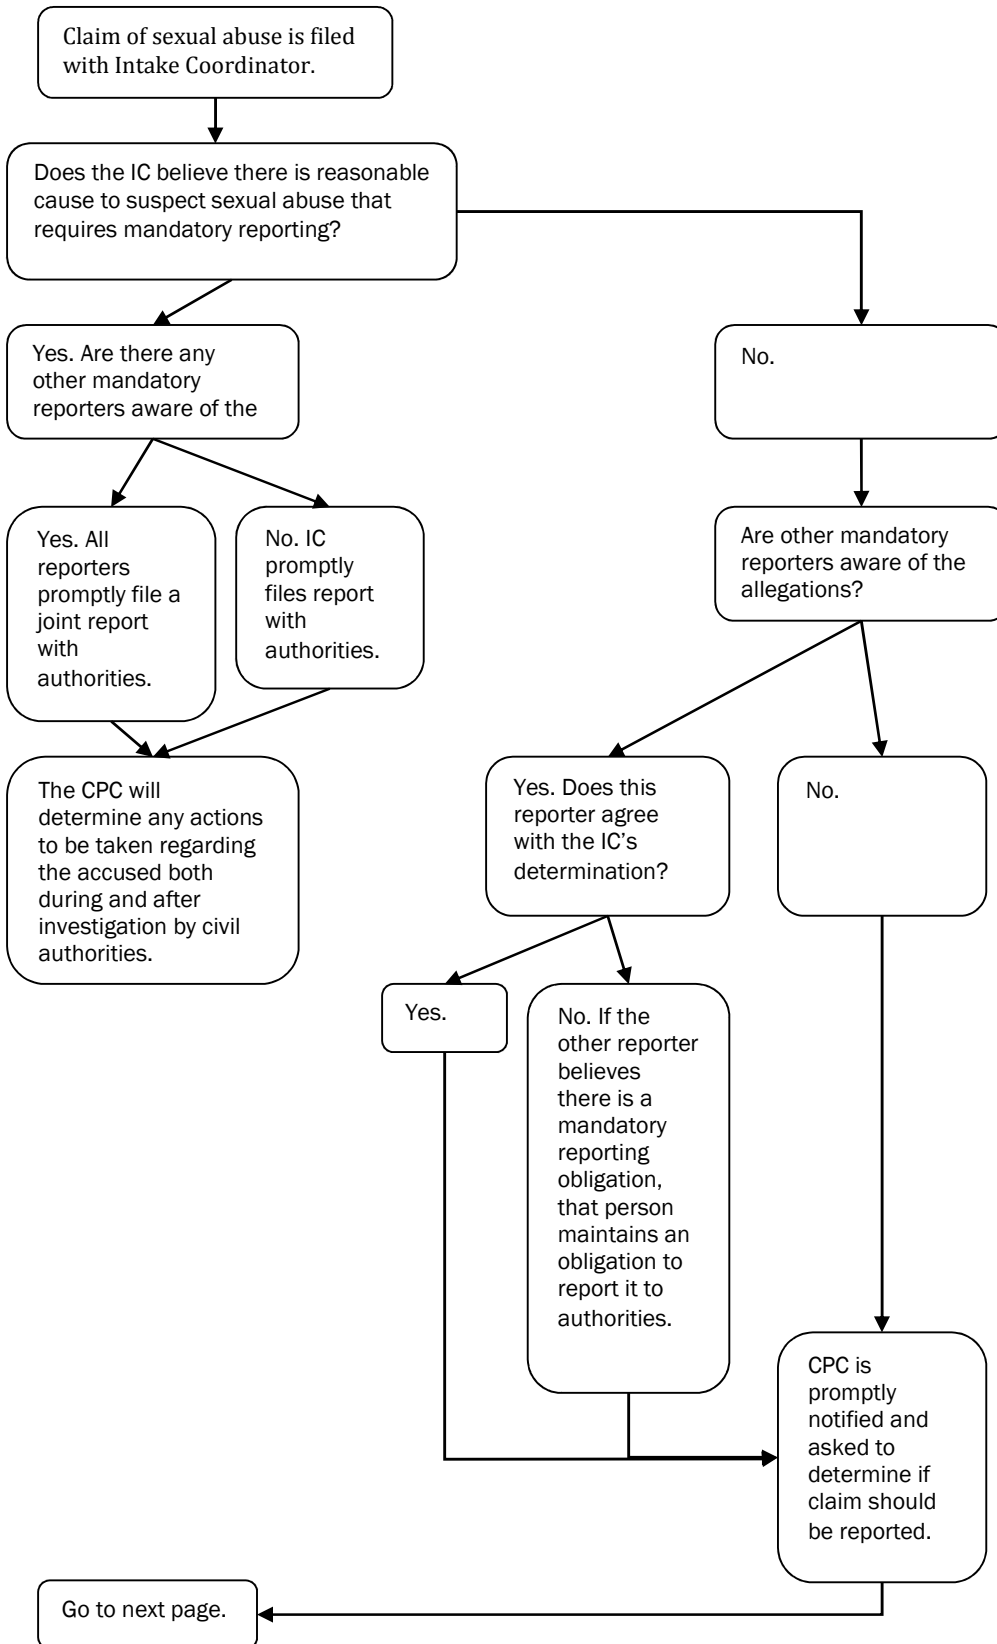 Claim of sexual abuse is filed
with Intake Coordinator.
Does the IC believe there is reasonable
cause to suspect sexual abuse that
requires mandatory reporting?
Yes. Are there any
other mandatory
reporters aware of the
No.
Yes. All
reporters
promptly file a
joint report
with
authorities.
No. IC
promptly
files report
with
authorities.
Are other mandatory
reporters aware of the
allegations?
The CPC will
determine any actions
to be taken regarding
the accused both
during and after
investigation by civil
authorities.
Yes. Does this
reporter agree
with the IC’s
determination?
No.
Yes.
No. If the
other reporter
believes
there is a
mandatory
reporting
obligation,
that person
maintains an
obligation to
report it to
authorities.
CPC is
promptly
notified and
asked to
determine if
claim should
be reported.
Go to next page.